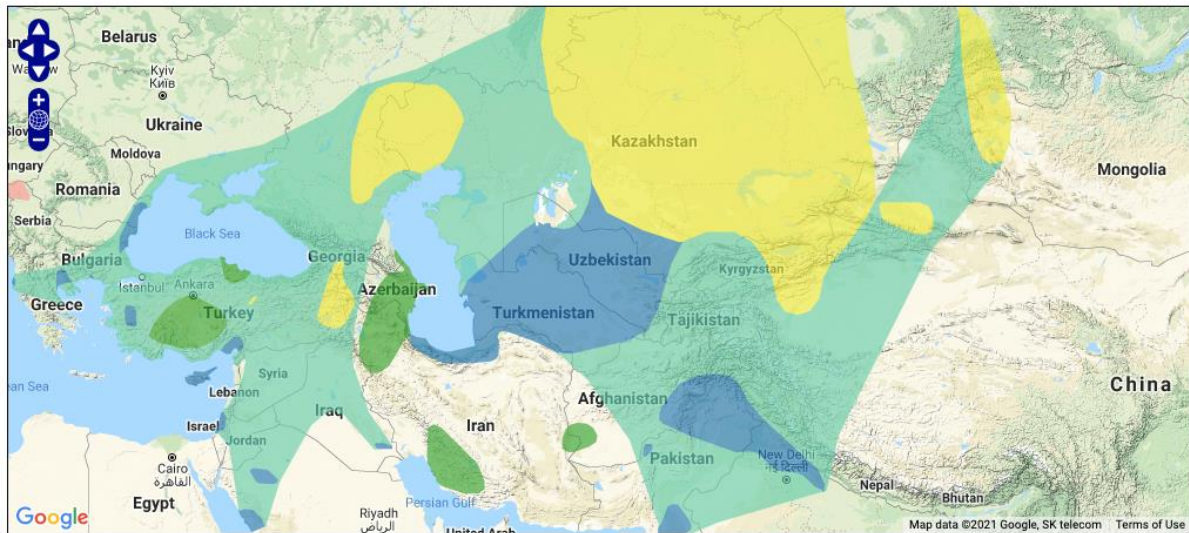 Belarus
Kyiv
Київ
Ukraine
Moldova
Romania
Serbia
Black Sea
Bulgaria
Istanbul
Ankara
Greece
Turkey
Georgia
Azerbaijan
Kazakhstan
Uzbekistan
Turkmenistan
Kyrgyzstan
Tajikistan
Mongolia
China
Syria
Lebanon
Israel
Iraq
Iran
Jordan
Afghanistan
Pakistan
New Delhi
Nepal
Bhutan
Cairo
القاهرة
Egypt
Persian Gulf
Riyadh
الرياض
Google
Map data ©2021 Google, SK telecom
Terms of Use